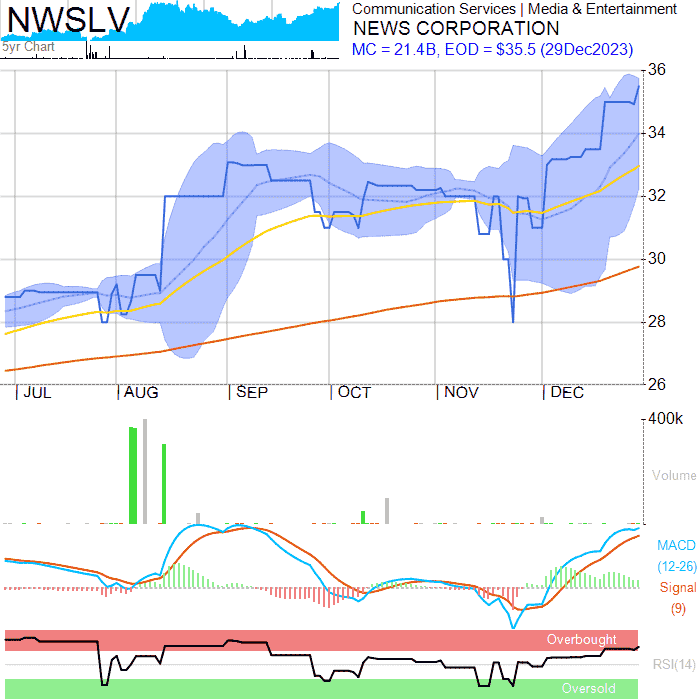 NWSLV
5yr Chart
Communication Services | Media & Entertainment
NEWS CORPORATION
MC = 21.4B, EOD = $35.5 (29Dec2023)
36
34
32
30
28
26
JUL AUG SEP OCT NOV DEC
400k
Volume
MACD
(12-26)
Signal
(9)
Overbought
RSI(14)
Oversold